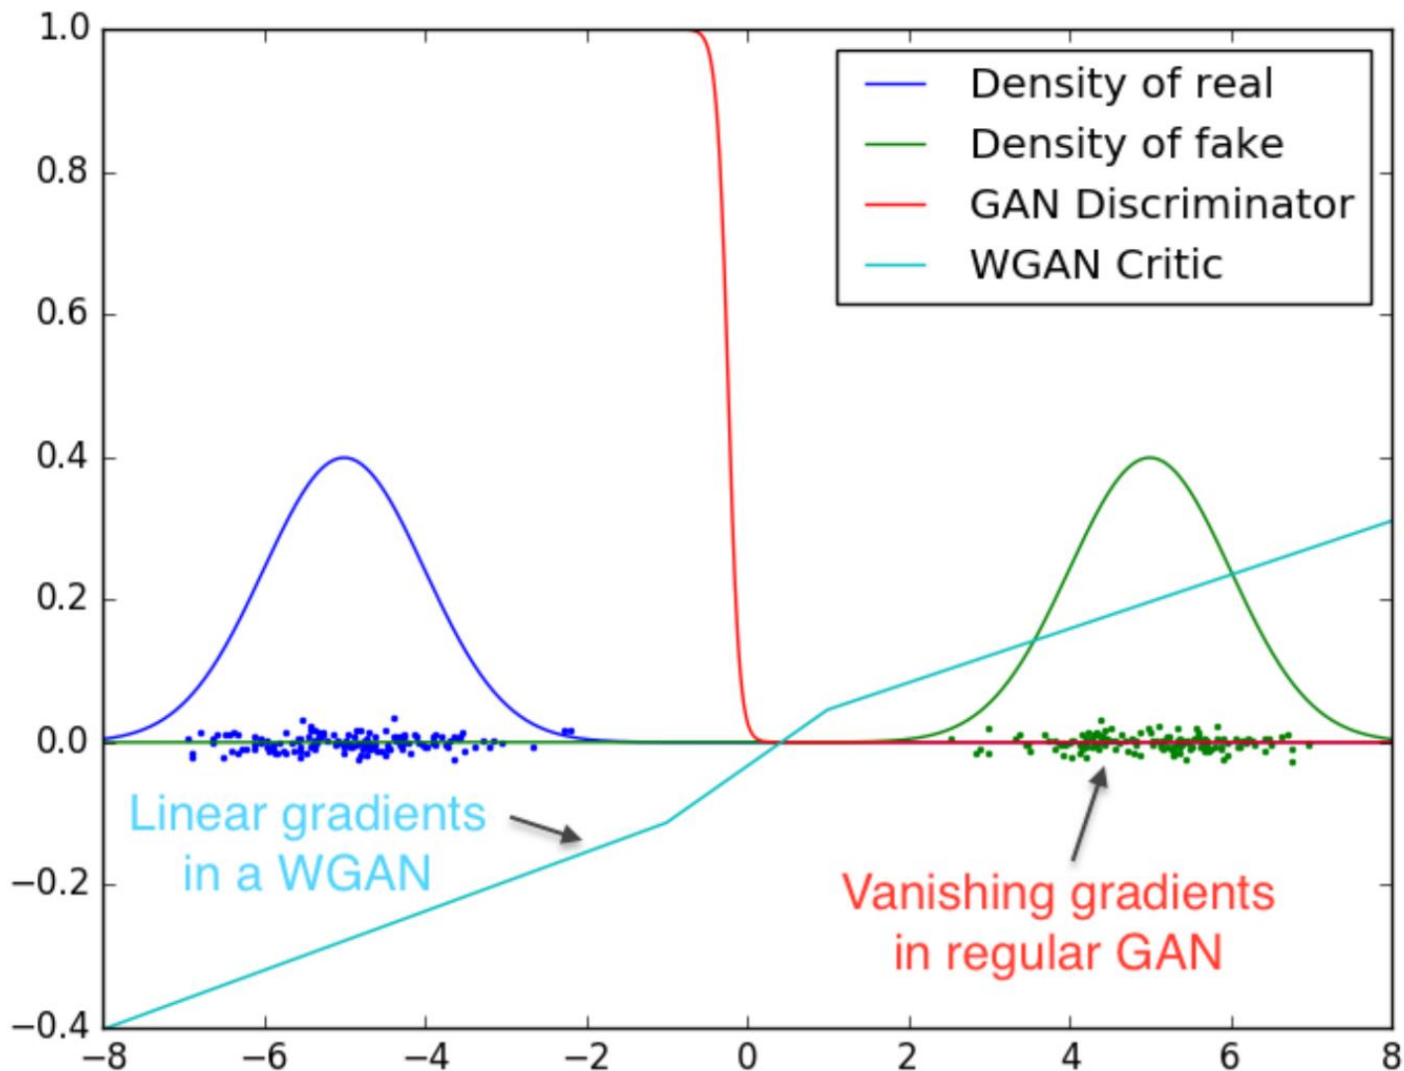 1.0
0.8
0.6
0.4
0.2
0.0
−0.2
−0.4
−8
−6
−4
−2
0
2
4
6
8
Density of real
Density of fake
GAN Discriminator
WGAN Critic
Linear gradients
in a WGAN
Vanishing gradients
in regular GAN